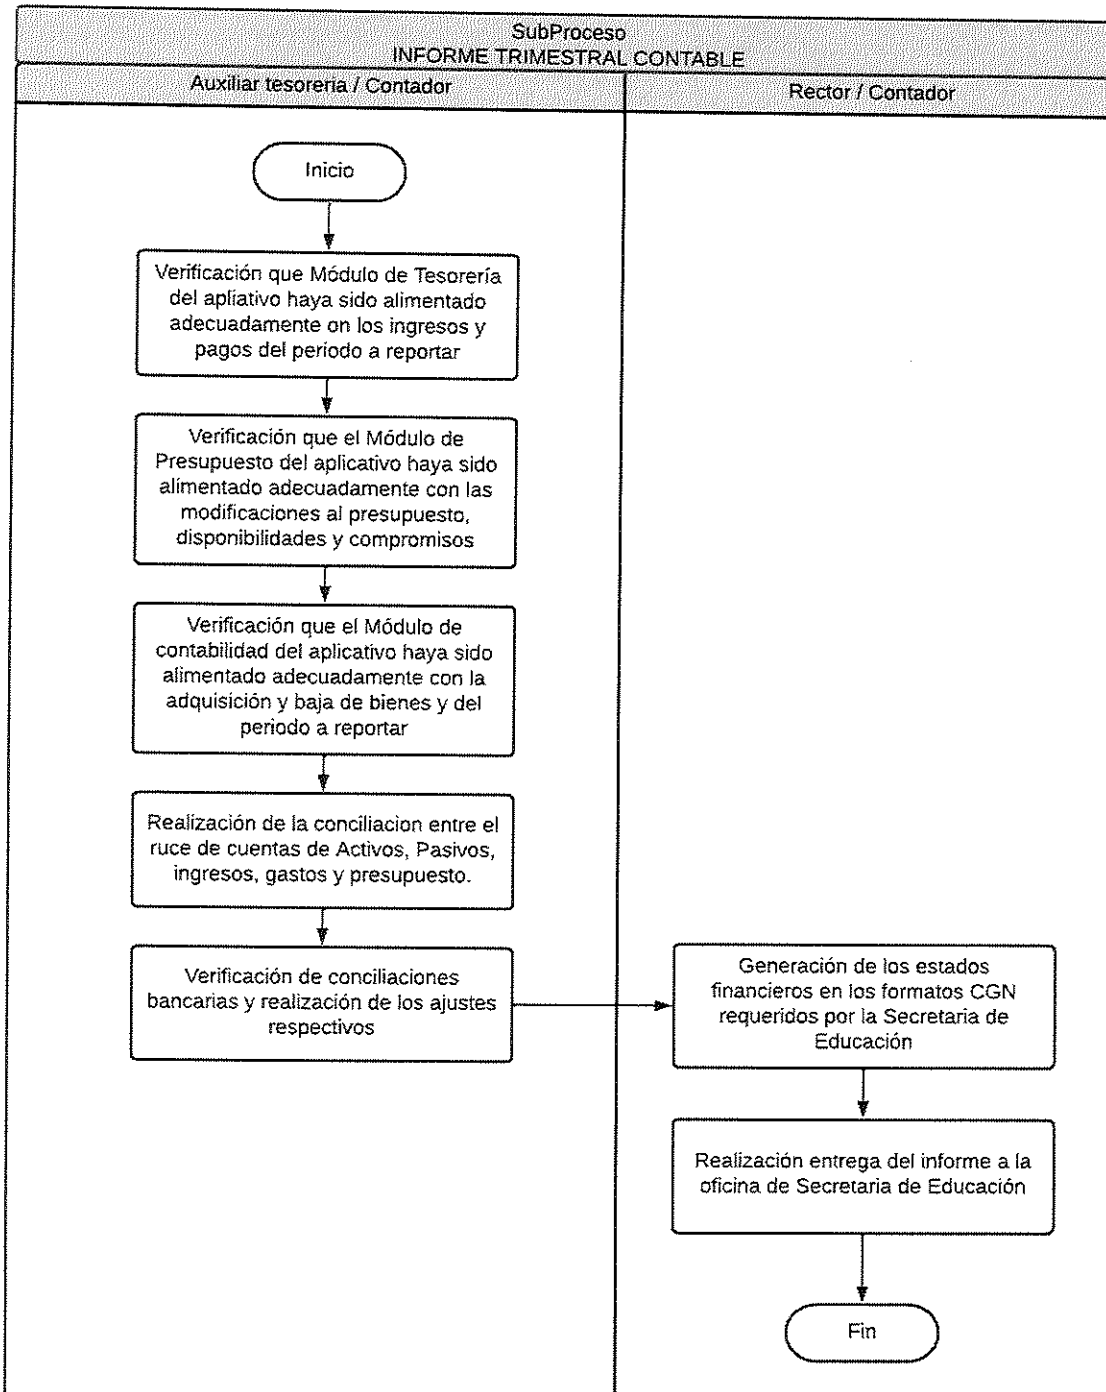 SubProceso
INFORME TRIMESTRAL CONTABLE
Auxiliar tesoreria / Contador
Rector / Contador
Inicio
Verificación que Módulo de Tesorería
del apliativo haya sido alimentado
adecuadamente on los ingresos y
pagos del periodo a reportar
Verificación que el Módulo de
Presupuesto del aplicativo haya sido
alimentado adecuadamente con las
modificaciones al presupuesto,
disponibilidades y compromisos
Verificación que el Módulo de
contabilidad del aplicativo haya sido
alimentado adecuadamente con la
adquisición y baja de bienes y del
periodo a reportar
Realización de la conciliacion entre el
ruce de cuentas de Activos, Pasivos,
ingresos, gastos y presupuesto.
Verificación de conciliaciones
bancarias y realización de los ajustes
respectivos
Generación de los estados
financieros en los formatos CGN
requeridos por la Secretaria de
Educación
Realización entrega del informe a la
oficina de Secretaria de Educación
Fin